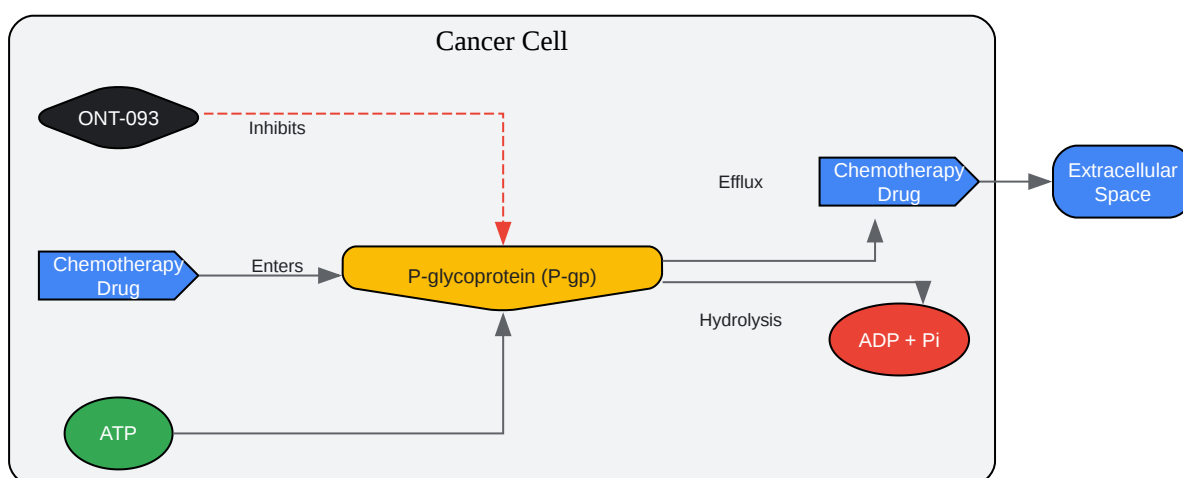 Cancer Cell
ONT-093
Inhibits
Efflux
Chemotherapy
Drug
Extracellular
Space
Chemotherapy
Drug
Enters
P-glycoprotein (P-gp)
Hydrolysis
ADP + Pi
ATP